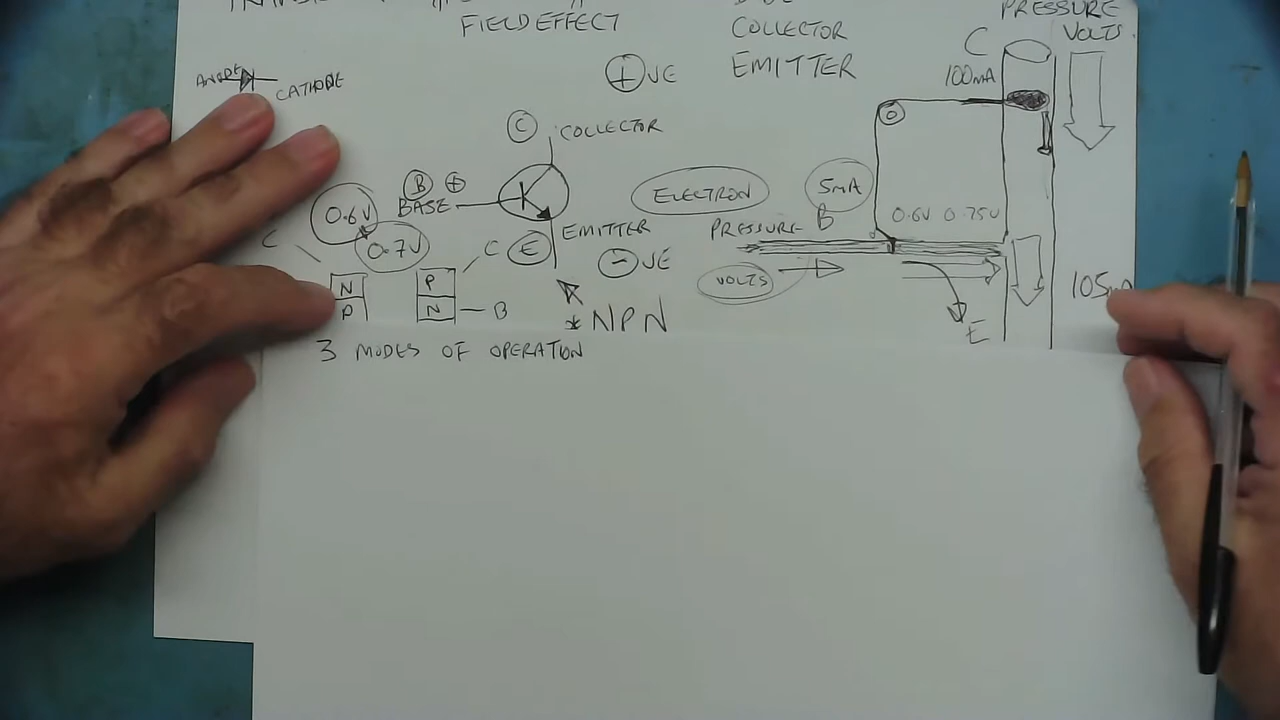 FIELD EFFECT
COLLECTOR
EMITTER
PRESSURE
VOLTS
ANODE
CATHODE
+ VE
C
100mA
C COLLECTOR
B +
BASE
0.6V
0.7V
EMITTER
E
- VE
ELECTRON
5mA
PRESSURE B
VOLTS
0.6V 0.75V
C
N
P
C
P
N
B
* NPN
E
3 MODES OF OPERATION